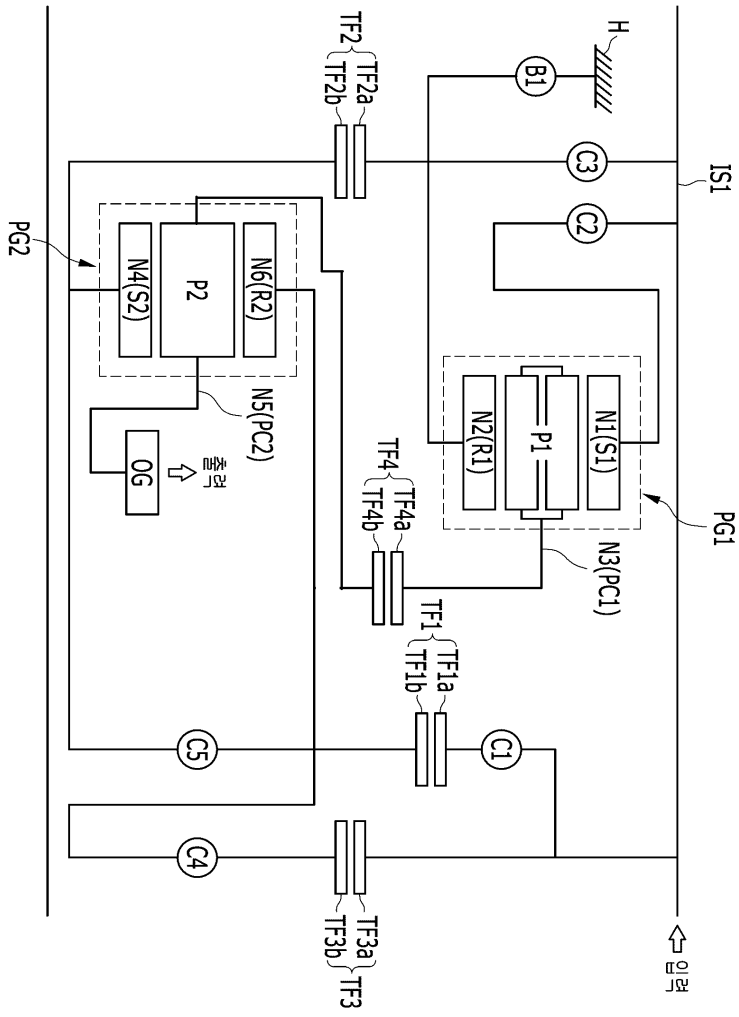 IS1
PG1
입력
H
N3(PC1)
N1(S1)
C3
C2
B1
P1
C1
N2(R1)
TF1a
TF1
TF1b
TF4a
TF4
TF4b
TF2a
TF2
TF2b
TF3a
TF3
TF3b
N6(R2)
N5(PC2)
출력
P2
C5
C4
N4(S2)
OG
PG2